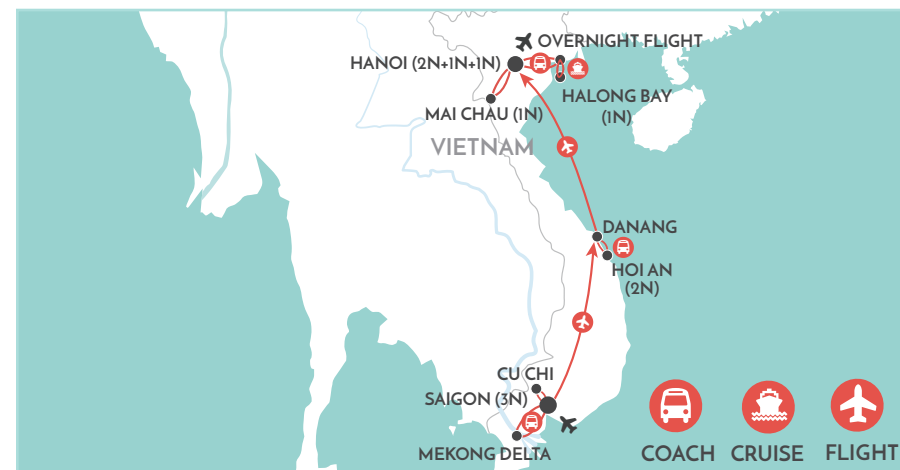 OVERNIGHT FLIGHT
HANOI (2N+1N+1N)
HALONG BAY
(1N)
MAI CHAU (1N)
VIETNAM
DANANG
HOI AN
(2N)
CU CHI
SAIGON (3N)
MEKONG DELTA
COACH CRUISE FLIGHT